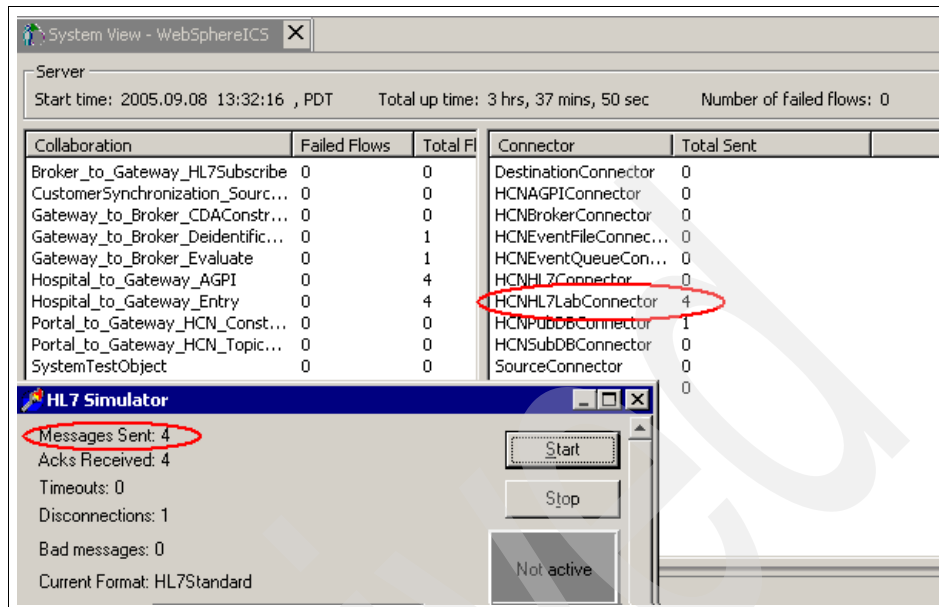 System View - WebSphereICS
Server
Start time: 2005.09.08 13:32:16 , PDT Total up time: 3 hrs, 37 mins, 50 sec Number of failed flows: 0
Collaboration Failed Flows Total Fl Connector Total Sent
Broker_to_Gateway_HL7Subscribe 0 0 DestinationConnector 0
CustomerSynchronization_Sourc... 0 0 HCNAGPIConnector 0
Gateway_to_Broker_CDAConstr... 0 0 HCNBrokerConnector 0
Gateway_to_Broker_Deidentific... 0 1 HCNEventFileConnec... 0
Gateway_to_Broker_Evaluate 0 1 HCNEventQueueCon... 0
Hospital_to_Gateway_AGPI 0 4 HCNHL7Connector 0
Hospital_to_Gateway_Entry 0 4 HCNHL7LabConnector 4
Portal_to_Gateway_HCN_Const... 0 0 HCNPubDBConnector 1
Portal_to_Gateway_HCN_Topic... 0 0 HCNSubDBConnector 0
SystemTestObject 0 0 SourceConnector 0
0
HL7 Simulator
Messages Sent: 4
Acks Received: 4
Timeouts: 0
Disconnections: 1
Bad messages: 0
Current Format: HL7Standard
Start
Stop
Not active